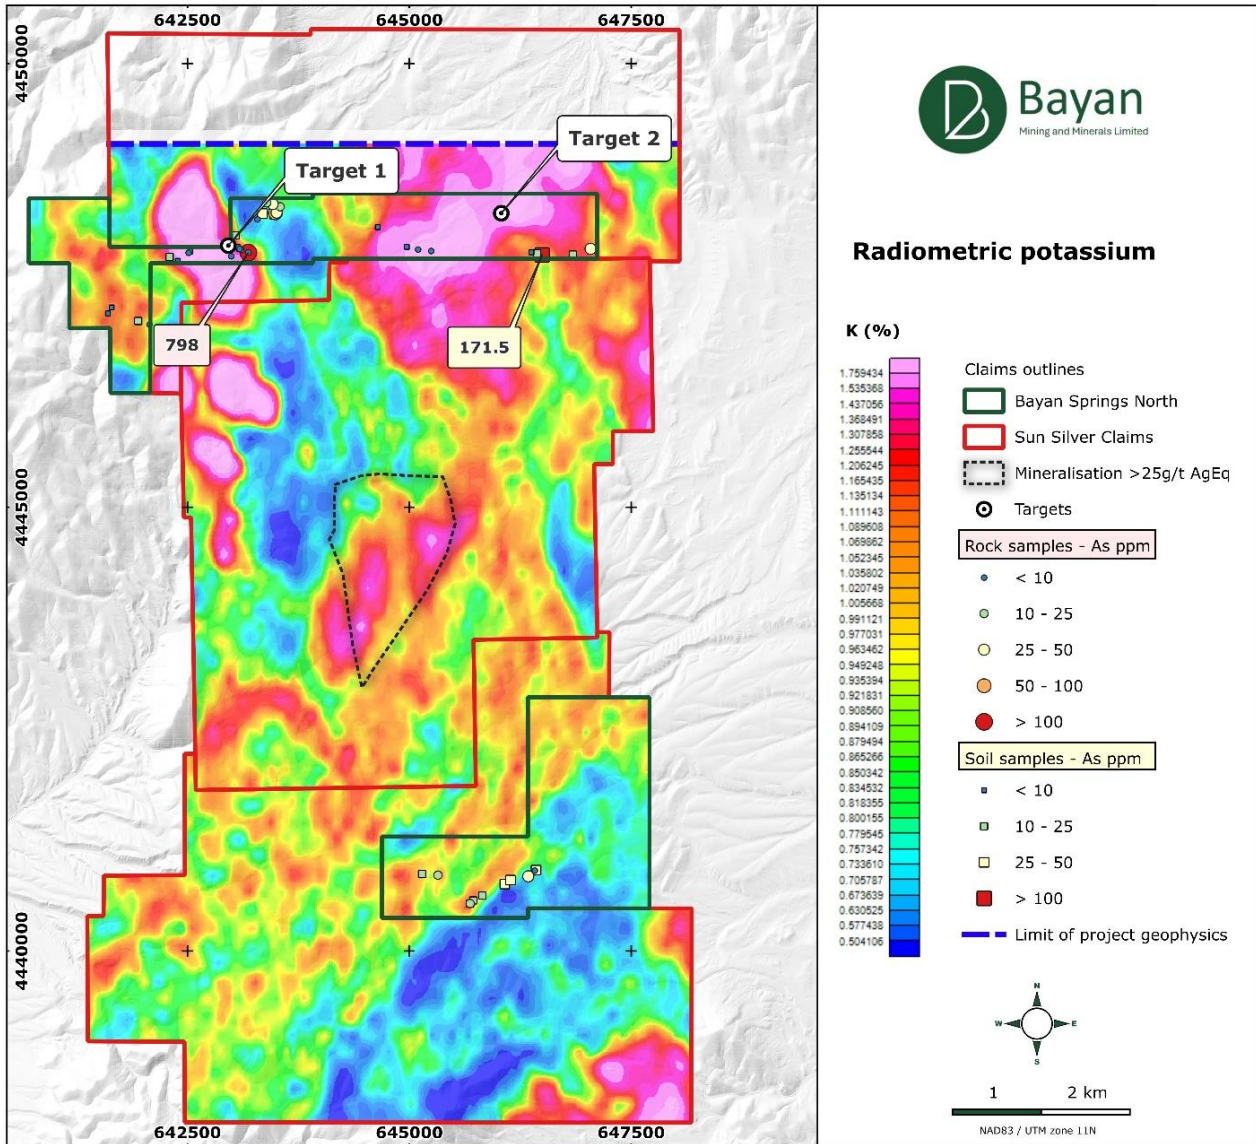 642500
645000
647500
4450000
Target 2
Target 1
798
171.5
4445000
4440000
642500
645000
647500
Bayan
Mining and Minerals Limited
Radiometric potassium
K (%)
1.759434
1.535368
1.437056
1.368491
1.307858
1.255544
1.206245
1.165435
1.135134
1.111143
1.089608
1.069862
1.052345
1.035802
1.020749
1.005668
0.991121
0.977031
0.963462
0.949248
0.935394
0.921831
0.908560
0.894109
0.879494
0.865266
0.850342
0.834532
0.818355
0.800155
0.779545
0.757342
0.733610
0.705787
0.673639
0.630525
0.577438
0.504106
Claims outlines
Bayan Springs North
Sun Silver Claims
Mineralisation >25g/t AgEq
Targets
Rock samples - As ppm
< 10
10 - 25
25 - 50
50 - 100
> 100
Soil samples - As ppm
< 10
10 - 25
25 - 50
> 100
Limit of project geophysics
N
W
E
S
1
2 km
NAD83 / UTM zone 11N